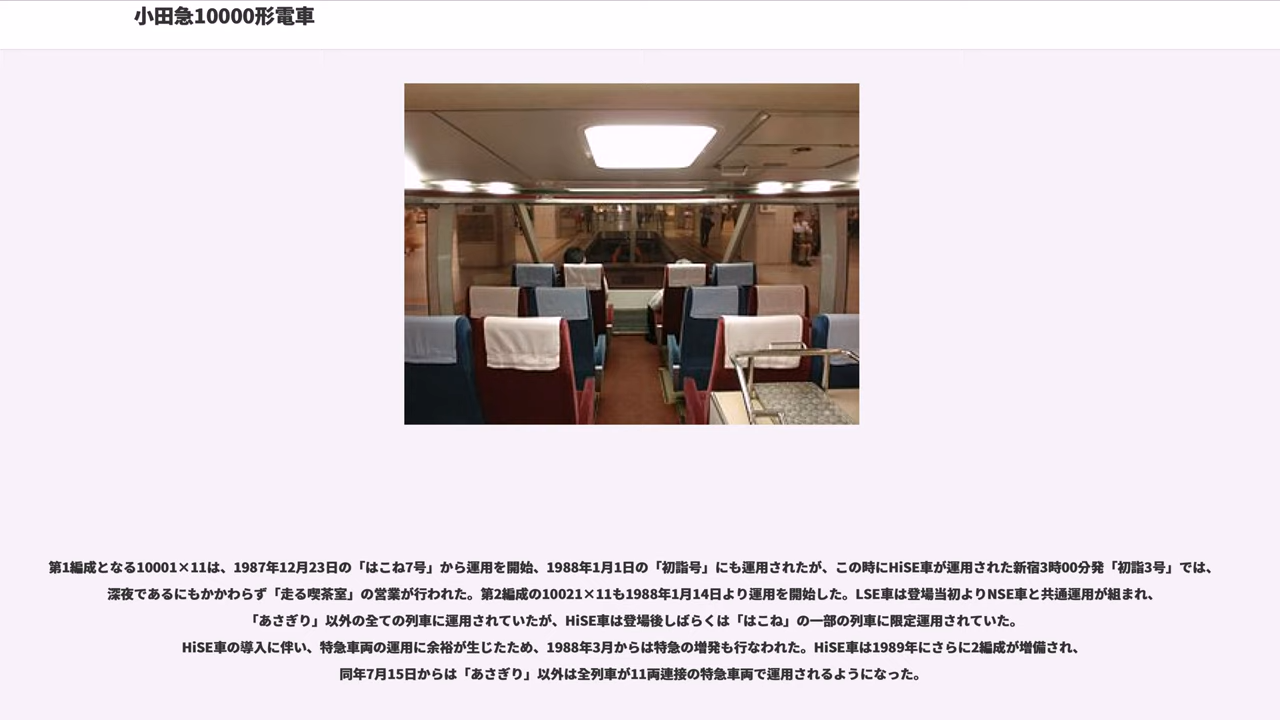 小田急10000形電車
第1編成となる10001×11は、1987年12月23日の「はこね7号」から運用を開始、1988年1月1日の「初詣号」にも運用されたが、この時にHiSE車が運用された新宿3時00分発「初詣3号」では、
深夜であるにもかかわらず「走る喫茶室」の営業が行われた。第2編成の10021×11も1988年1月14日より運用を開始した。LSE車は登場当初よりNSE車と共通運用が組まれ、
「あさぎり」以外の全ての列車に運用されていたが、HiSE車は登場後しばらくは「はこね」の一部の列車に限定運用されていた。
HiSE車の導入に伴い、特急車両の運用に余裕が生じたため、1988年3月からは特急の増発も行なわれた。HiSE車は1989年にさらに2編成が増備され、
同年7月15日からは「あさぎり」以外は全列車が11両連接の特急車両で運用されるようになった。